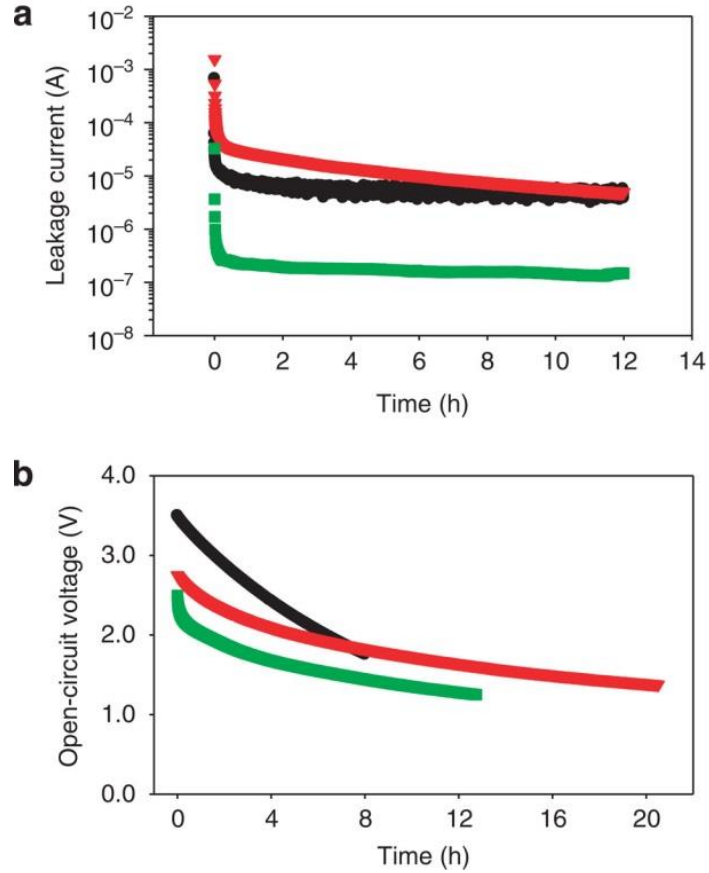 a
Leakage current (A)
10⁻²
10⁻³
10⁻⁴
10⁻⁵
10⁻⁶
10⁻⁷
10⁻⁸
0 2 4 6 8 10 12 14
Time (h)
b
Open-circuit voltage (V)
4.0
3.0
2.0
1.0
0.0
0 4 8 12 16 20
Time (h)